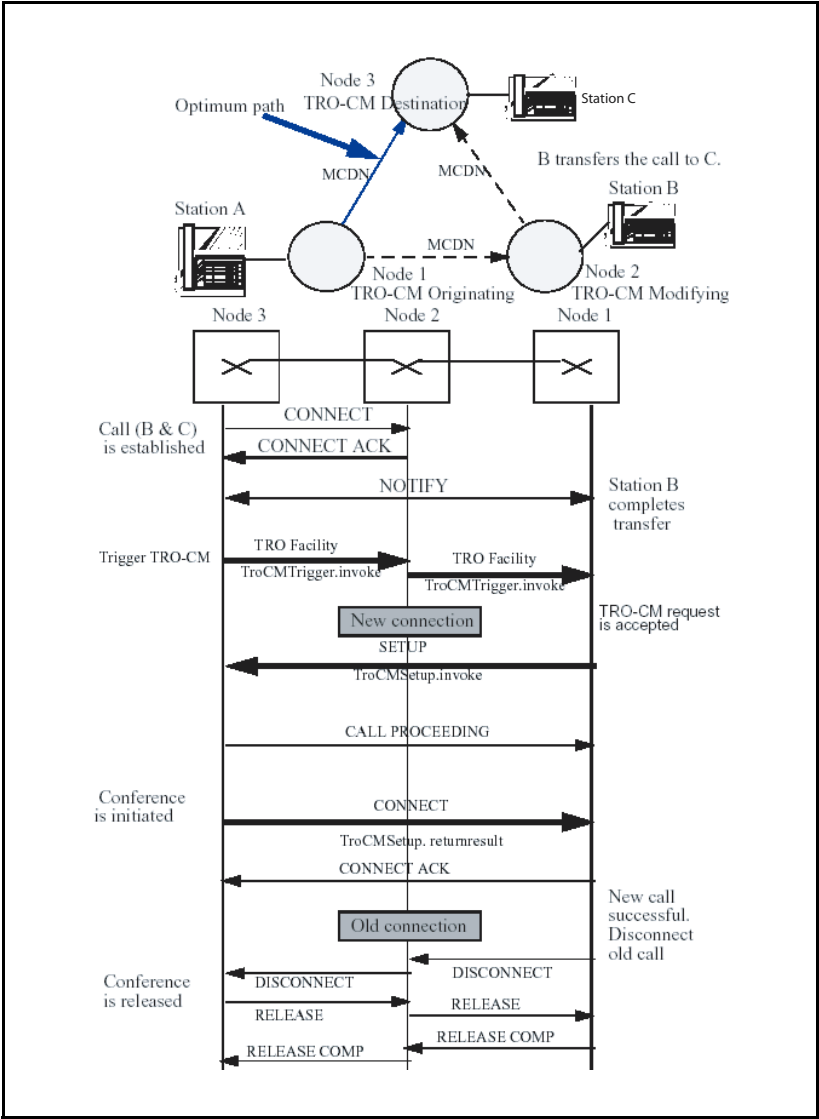 Node 3
TRO-CM Destination
Station C
Optimum path
MCDN
MCDN
B transfers the call to C.
Station B
Station A
MCDN
Node 1
TRO-CM Originating
Node 2
TRO-CM Modifying
Node 3
Node 2
Node 1
Call (B & C)
is established
CONNECT
CONNECT ACK
NOTIFY
Station B
completes
transfer
Trigger TRO-CM
TRO Facility
TroCMTrigger.invoke
TRO Facility
TroCMTrigger.invoke
TRO-CM request
is accepted
New connection
SETUP
TroCMSetup.invoke
CALL PROCEEDING
Conference
is initiated
CONNECT
TroCMSetup. returnresult
CONNECT ACK
New call
successful.
Disconnect
old call
Old connection
DISCONNECT
DISCONNECT
Conference
is released
RELEASE
RELEASE
RELEASE COMP
RELEASE COMP